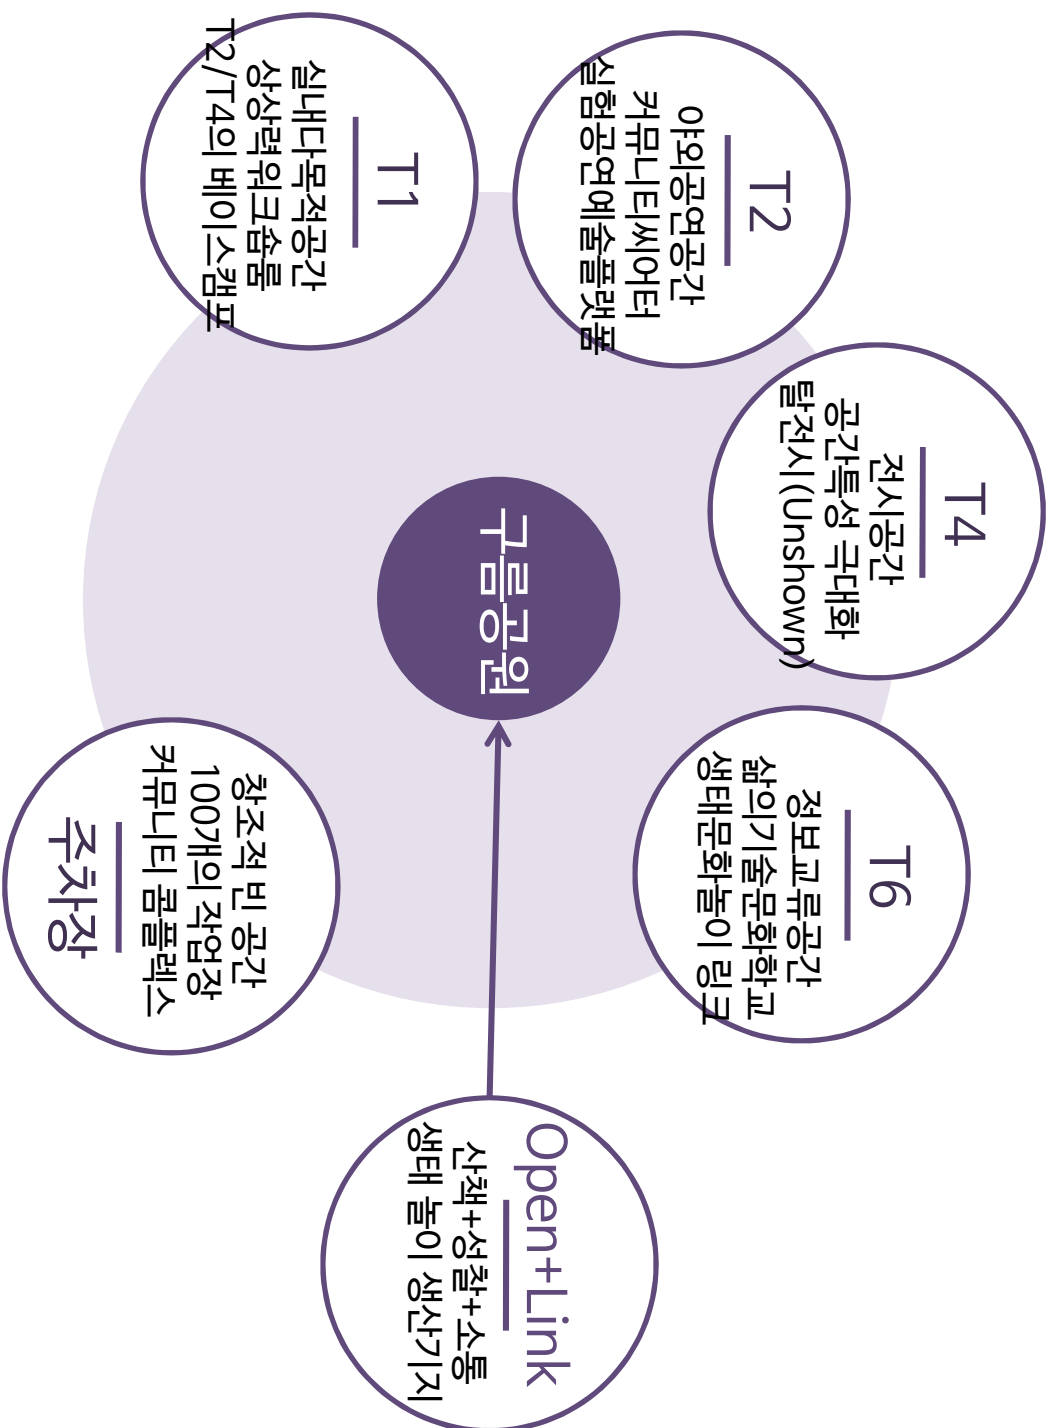 T1
실내다목적공간
상상력워크숍룸
T2/T4의 베이스캠프
T2
야외공연공간
커뮤니티씨어터
실험공연예술플랫폼
T4
전시공간
공간특성 극대화
탈전시(Unshown)
구름공원
T6
정보교류공간
삶의기술문화학교
생태문화놀이 링크
창조적 빈 공간
100개의 작업장
커뮤니티 콤플렉스
주차장
Open+Link
산책+성찰+소통
생태 놀이 생산기지